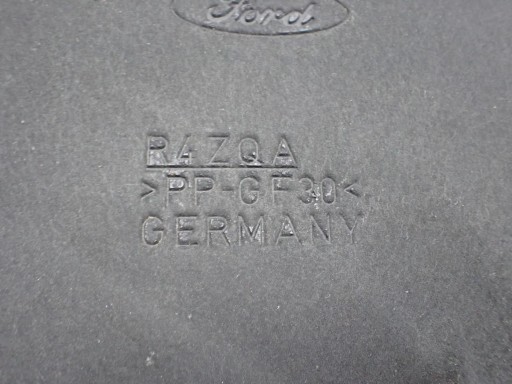 Ford
R4ZQA
>PP-GF30<
GERMANY